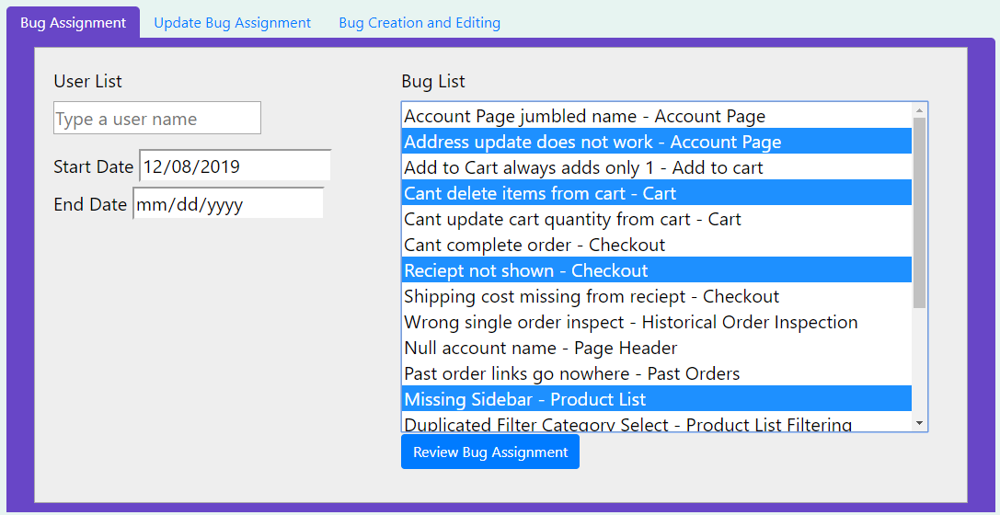 Bug Assignment
Update Bug Assignment
Bug Creation and Editing
User List
Type a user name
Start Date 12/08/2019
End Date mm/dd/yyyy
Bug List
Account Page jumbled name - Account Page
Address update does not work - Account Page
Add to Cart always adds only 1 - Add to cart
Cant delete items from cart - Cart
Cant update cart quantity from cart - Cart
Cant complete order - Checkout
Reciept not shown - Checkout
Shipping cost missing from reciept - Checkout
Wrong single order inspect - Historical Order Inspection
Null account name - Page Header
Past order links go nowhere - Past Orders
Missing Sidebar - Product List
Duplicated Filter Category Select - Product List Filtering
Review Bug Assignment